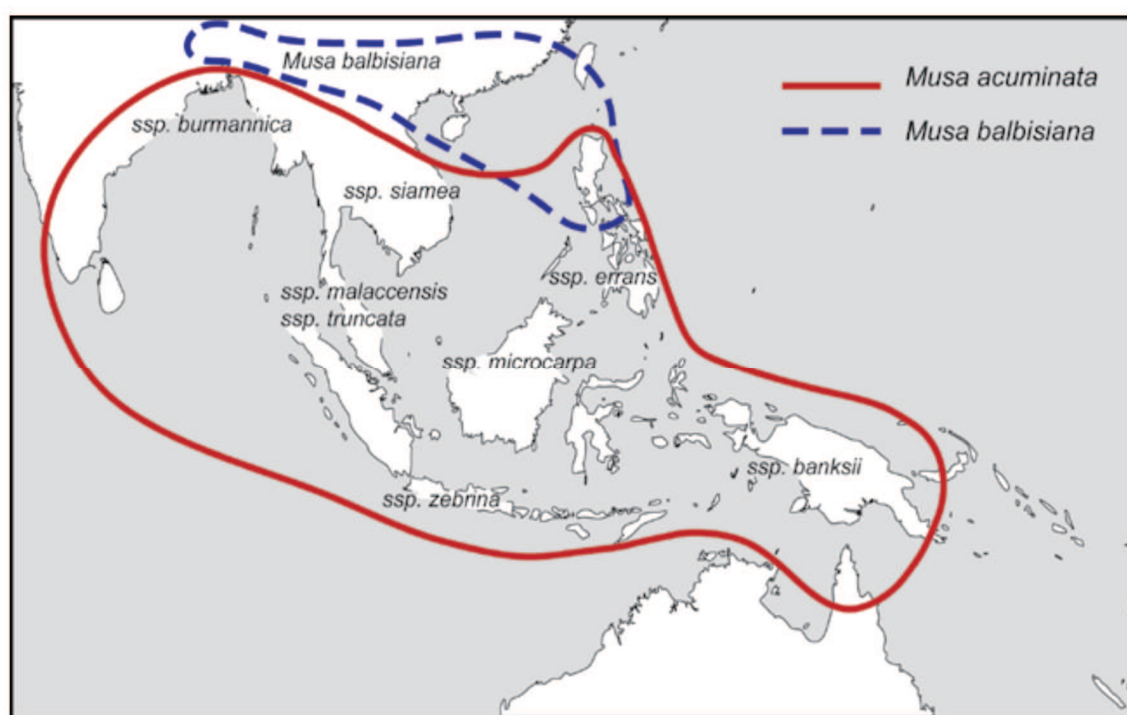 Musa balbisiana
Musa acuminata
Musa balbisiana
ssp. burmannica
ssp. siamea
ssp. errans
ssp. malaccensis
ssp. truncata
ssp. microcarpa
ssp. banksii
ssp. zebrina